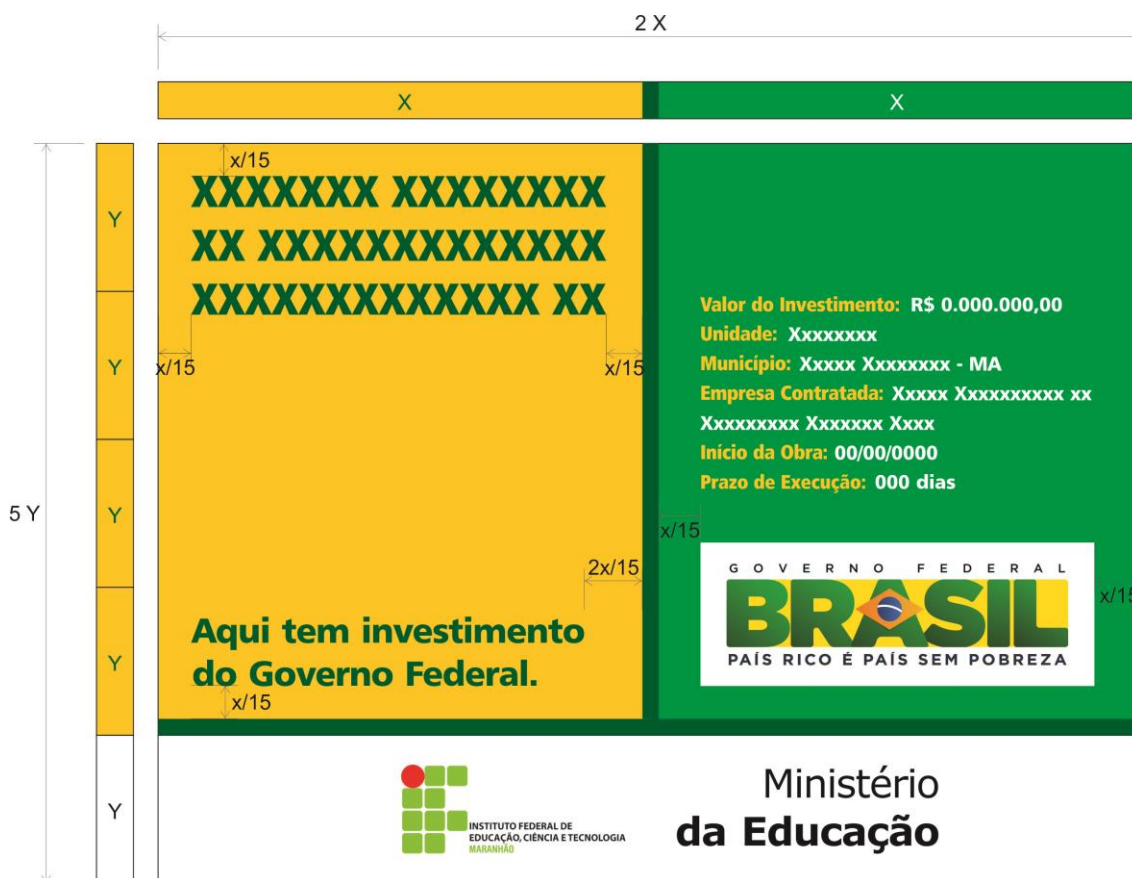 2 X
X
X
x/15
XXXXXXX XXXXXXXX
XX XXXXXXXXXXXXX
XXXXXXXXXXXXX XX
x/15
x/15
Y
Y
Y
Y
Y
5 Y
Valor do Investimento: R$ 0.000.000,00
Unidade: Xxxxxxxx
Município: Xxxxx Xxxxxxxx - MA
Empresa Contratada: Xxxxx Xxxxxxxxxx xx
Xxxxxxxxx Xxxxxxx Xxxx
Início da Obra: 00/00/0000
Prazo de Execução: 000 dias
x/15
2x/15
x/15
GOVERNO FEDERAL
BRASIL
PAÍS RICO É PAÍS SEM POBREZA
Aqui tem investimento
do Governo Federal.
x/15
INSTITUTO FEDERAL DE
EDUCAÇÃO, CIÊNCIA E TECNOLOGIA
MARANHÃO
Ministério
da Educação